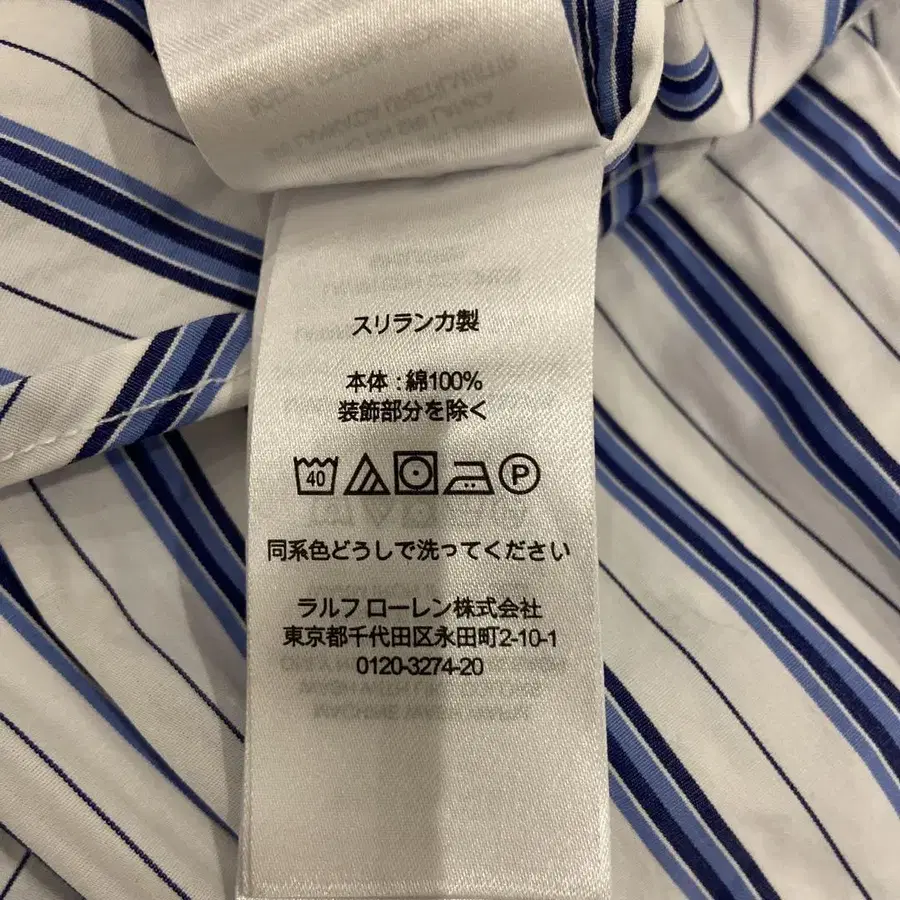 スリランカ製
本体:綿100%
装飾部分を除く
40
P
同系色どうしで洗ってください
ラルフ ローレン株式会社
東京都千代田区永田町2-10-1
0120-3274-20